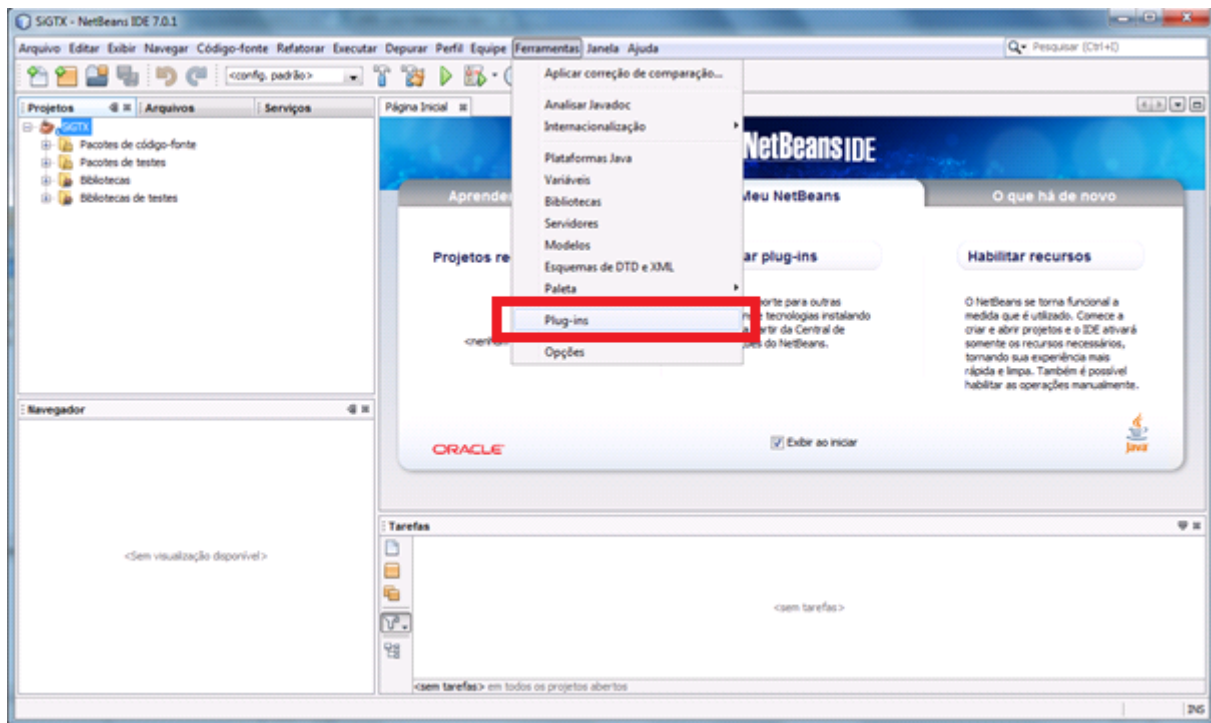 SiGTX - NetBeans IDE 7.0.1
Arquivo Editar Exibir Navegar Código-fonte Refatorar Executar Depurar Perfil Equipe Ferramentas Janela Ajuda
Pesquisar (Ctrl+I)
<config. padrão>
Aplicar correção de comparação...
Analisar Javadoc
Internacionalização
Plataformas Java
Variáveis
Bibliotecas
Servidores
Modelos
Esquemas de DTD e XML
Paleta
Plug-ins
Opções
Projetos
Arquivos
Serviços
SiGTX
Pacotes de código-fonte
Pacotes de testes
Bibliotecas
Bibliotecas de testes
Página Inicial
NetBeans IDE
Meu NetBeans
O que há de novo
ar plug-ins
Habilitar recursos
orte para outras
tecnologias instalando
artir da Central de
do NetBeans.
O NetBeans se torna funcional a
medida que é utilizado. Comece a
criar e abrir projetos e o IDE ativará
somente os recursos necessários,
tornando sua experiência mais
rápida e limpa. Também é possível
habilitar as operações manualmente.
ORACLE
Exibir ao iniciar
Java
Navegador
<Sem visualização disponível>
Tarefas
<sem tarefas>
<sem tarefas> em todos os projetos abertos
INS